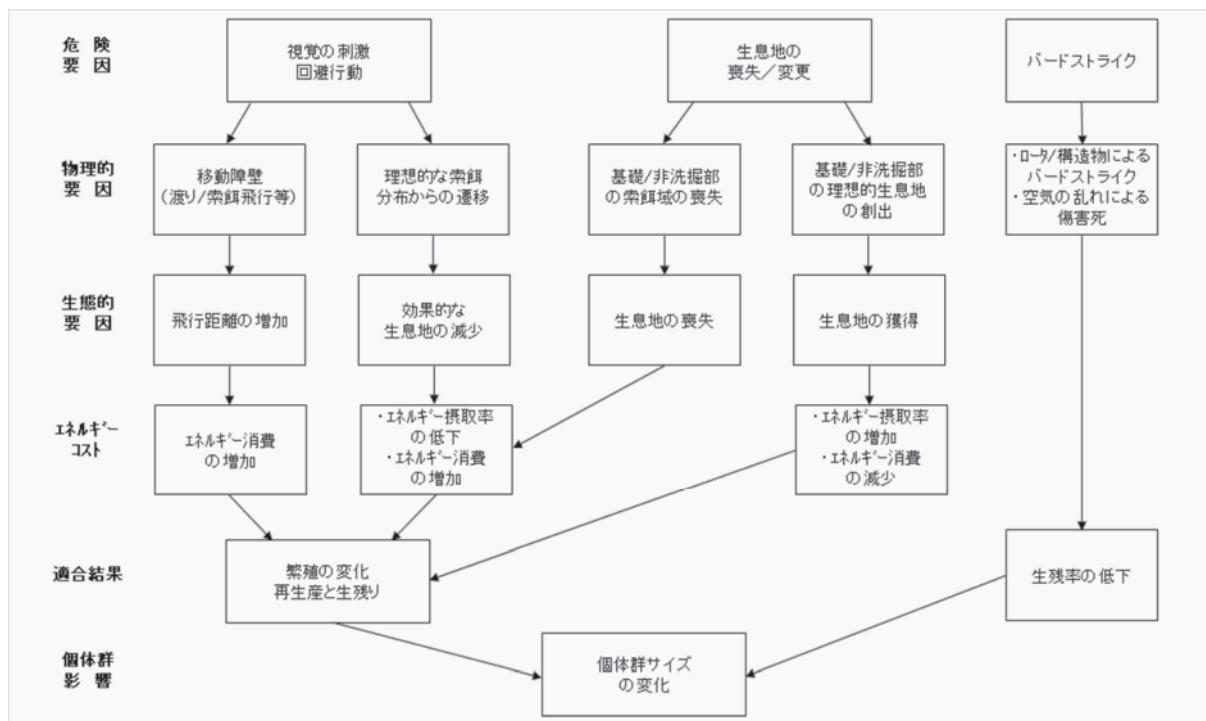 危 険
要 因
視覚の刺激
回避行動
生息地の
喪失／変更
バードストライク
物理的
要 因
移動障壁
(渡り/索餌飛行等)
理想的な索餌
分布からの遷移
基礎/非洗掘部
の索餌域の喪失
基礎/非洗掘部
の理想的生息地
の創出
・ﾛｰﾀ/構造物による
バードストライク
・空気の乱れによる
傷害死
生態的
要 因
飛行距離の増加
効果的な
生息地の減少
生息地の喪失
生息地の獲得
ｴﾈﾙｷﾞｰ
ｺｽﾄ
ｴﾈﾙｷﾞｰ消費
の増加
・ｴﾈﾙｷﾞｰ摂取率
の低下
・ｴﾈﾙｷﾞｰ消費
の増加
・ｴﾈﾙｷﾞｰ摂取率
の増加
・ｴﾈﾙｷﾞｰ消費
の減少
適合結果
繁殖の変化
再生産と生残り
生残率の低下
個体群
影 響
個体群サイズ
の変化